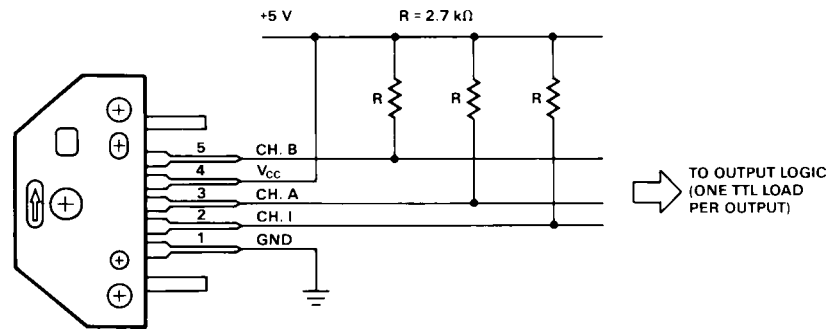 +5 V
R = 2.7 kΩ
R
R
R
5
CH. B
4
VCC
3
CH. A
2
CH. I
1
GND
TO OUTPUT LOGIC
(ONE TTL LOAD
PER OUTPUT)